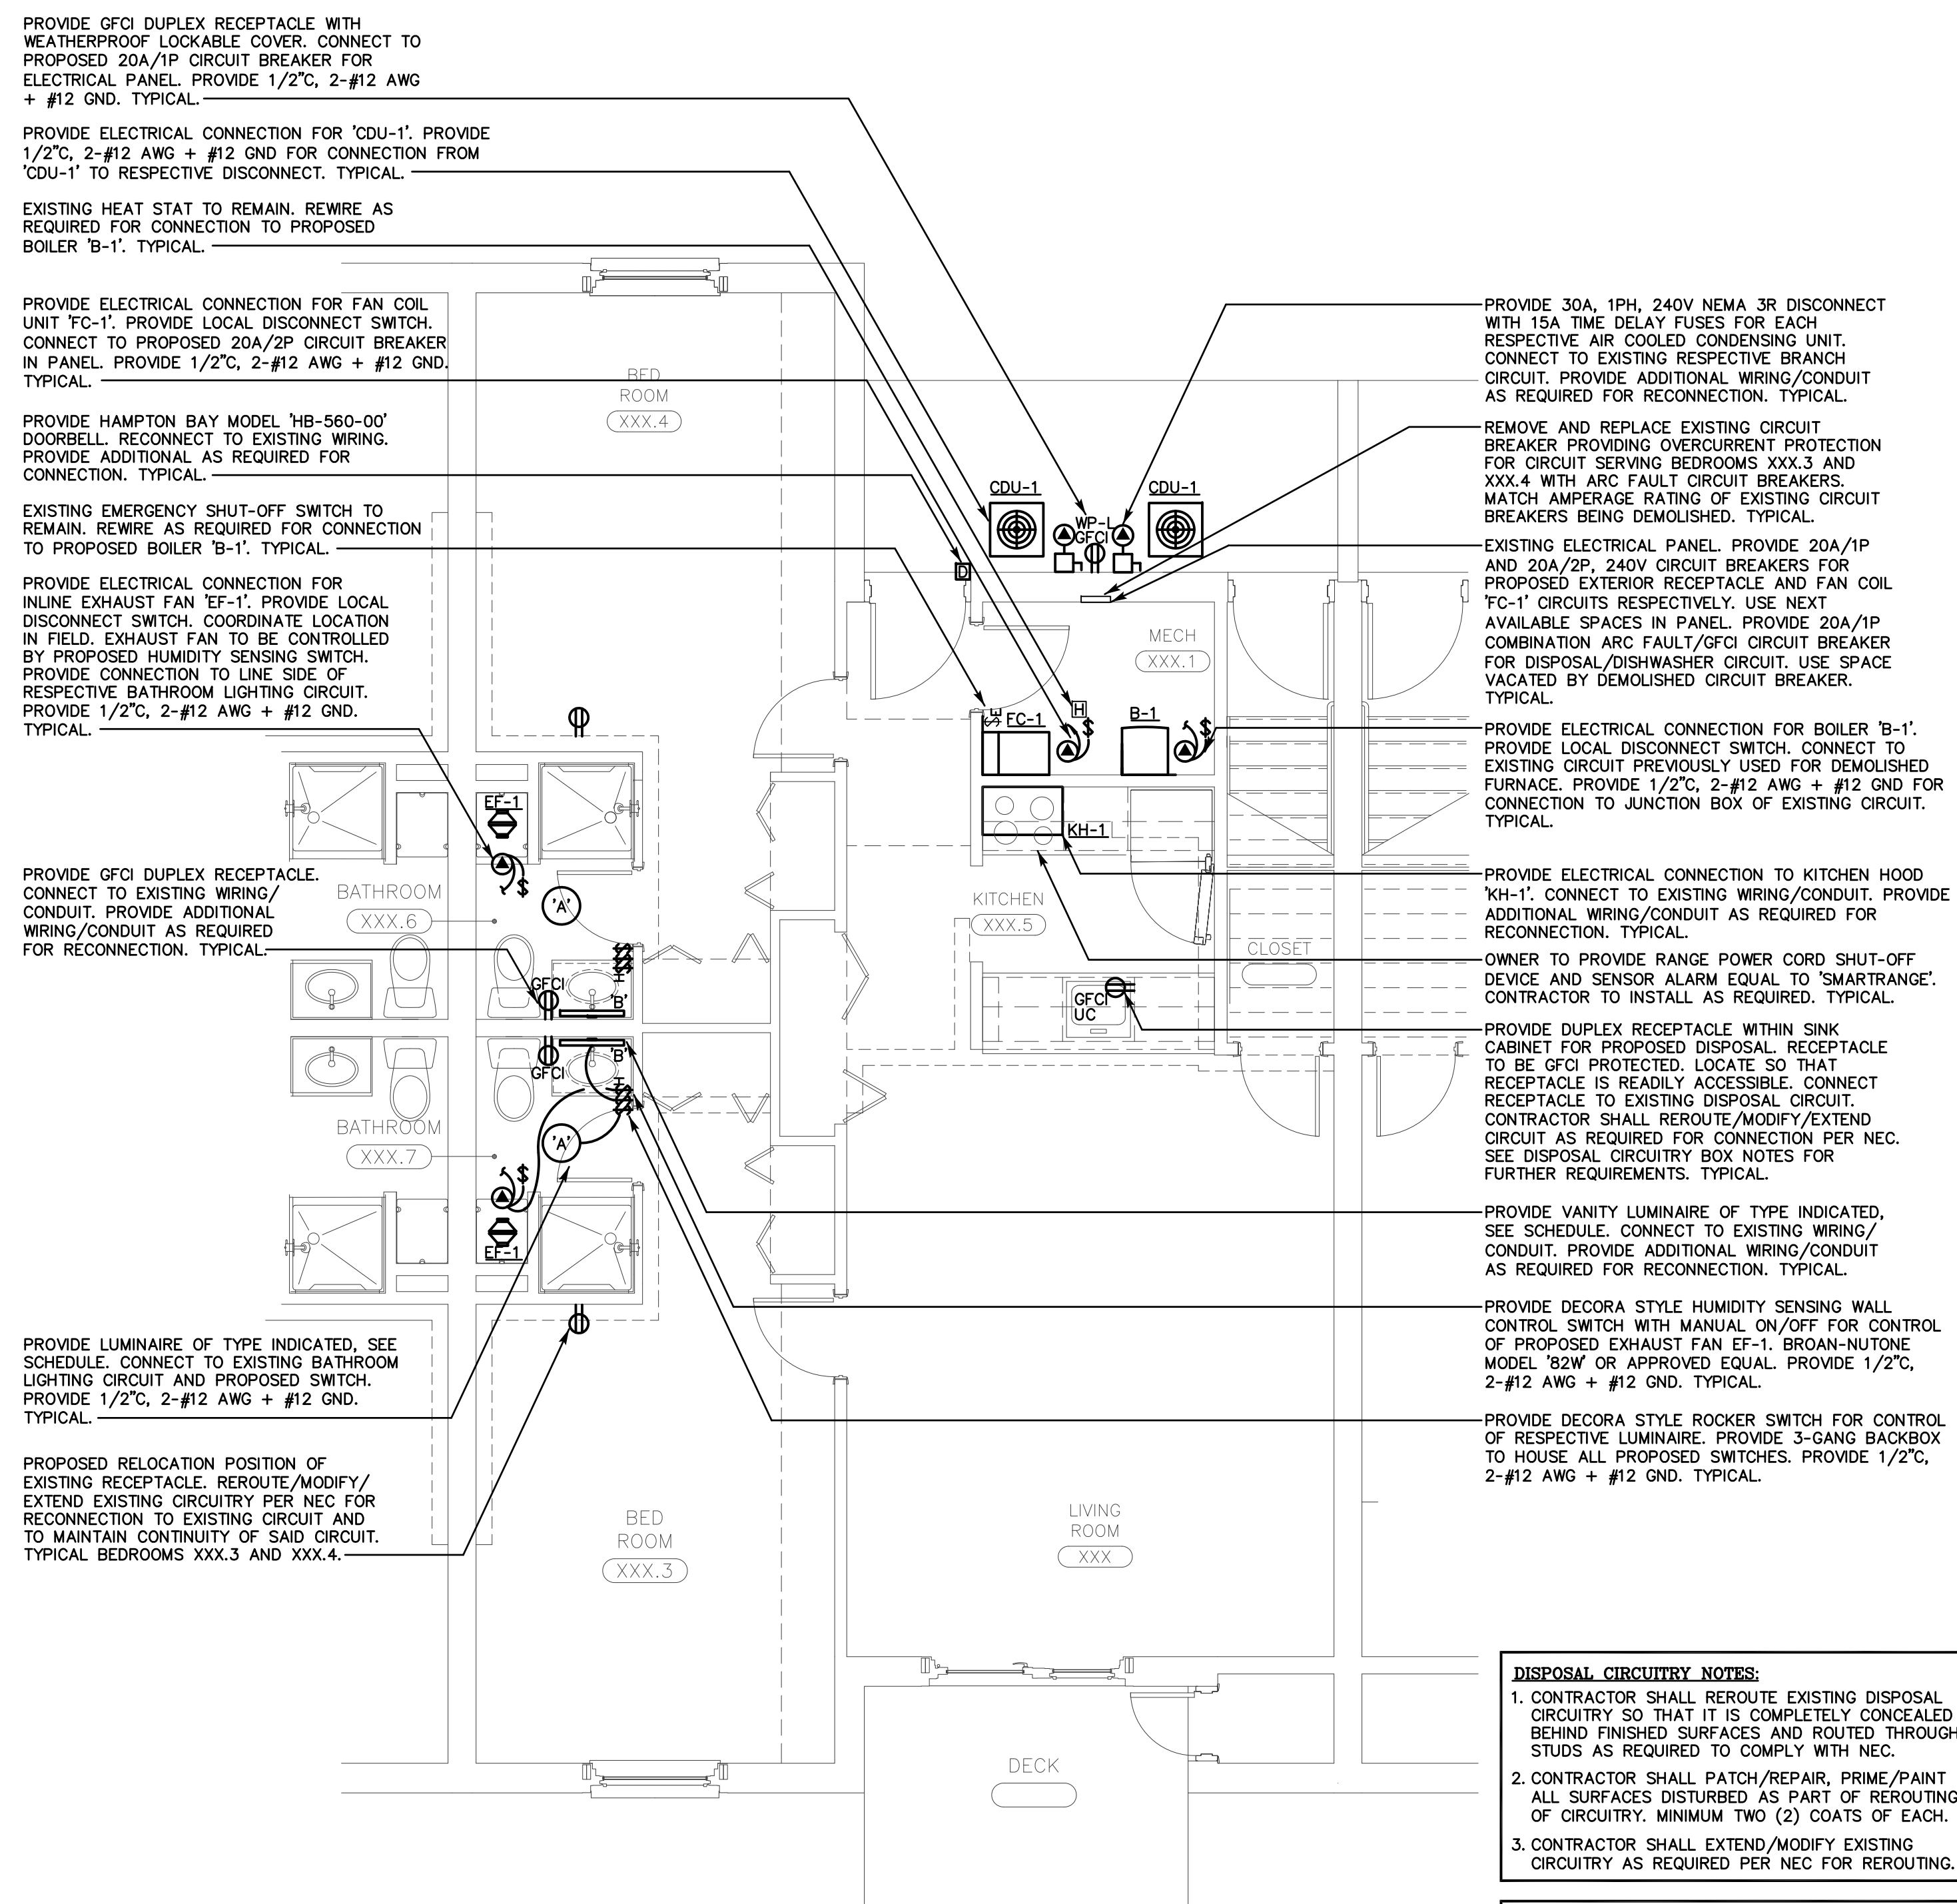 PROVIDE GFCI DUPLEX RECEPTACLE WITH
WEATHERPROOF LOCKABLE COVER. CONNECT TO
PROPOSED 20A/1P CIRCUIT BREAKER FOR
ELECTRICAL PANEL. PROVIDE 1/2"C, 2-#12 AWG
+ #12 GND. TYPICAL.
PROVIDE ELECTRICAL CONNECTION FOR 'CDU-1'. PROVIDE
1/2"C, 2-#12 AWG + #12 GND FOR CONNECTION FROM
'CDU-1' TO RESPECTIVE DISCONNECT. TYPICAL.
EXISTING HEAT STAT TO REMAIN. REWIRE AS
REQUIRED FOR CONNECTION TO PROPOSED
BOILER 'B-1'. TYPICAL.
PROVIDE ELECTRICAL CONNECTION FOR FAN COIL
UNIT 'FC-1'. PROVIDE LOCAL DISCONNECT SWITCH.
CONNECT TO PROPOSED 20A/2P CIRCUIT BREAKER
IN PANEL. PROVIDE 1/2"C, 2-#12 AWG + #12 GND.
TYPICAL.
PROVIDE HAMPTON BAY MODEL 'HB-560-00'
DOORBELL. RECONNECT TO EXISTING WIRING.
PROVIDE ADDITIONAL AS REQUIRED FOR
CONNECTION. TYPICAL.
EXISTING EMERGENCY SHUT-OFF SWITCH TO
REMAIN. REWIRE AS REQUIRED FOR CONNECTION
TO PROPOSED BOILER 'B-1'. TYPICAL.
PROVIDE ELECTRICAL CONNECTION FOR
INLINE EXHAUST FAN 'EF-1'. PROVIDE LOCAL
DISCONNECT SWITCH. COORDINATE LOCATION
IN FIELD. EXHAUST FAN TO BE CONTROLLED
BY PROPOSED HUMIDITY SENSING SWITCH.
PROVIDE CONNECTION TO LINE SIDE OF
RESPECTIVE BATHROOM LIGHTING CIRCUIT.
PROVIDE 1/2"C, 2-#12 AWG + #12 GND.
TYPICAL.
PROVIDE GFCI DUPLEX RECEPTACLE.
CONNECT TO EXISTING WIRING/
CONDUIT. PROVIDE ADDITIONAL
WIRING/CONDUIT AS REQUIRED
FOR RECONNECTION. TYPICAL.
PROVIDE LUMINAIRE OF TYPE INDICATED, SEE
SCHEDULE. CONNECT TO EXISTING BATHROOM
LIGHTING CIRCUIT AND PROPOSED SWITCH.
PROVIDE 1/2"C, 2-#12 AWG + #12 GND.
TYPICAL.
PROPOSED RELOCATION POSITION OF
EXISTING RECEPTACLE. REROUTE/MODIFY/
EXTEND EXISTING CIRCUITRY PER NEC FOR
RECONNECTION TO EXISTING CIRCUIT AND
TO MAINTAIN CONTINUITY OF SAID CIRCUIT.
TYPICAL BEDROOMS XXX.3 AND XXX.4.
BED
ROOM
XXX.4
CDU-1
WP-L
GFCI
CDU-1
D
MECH
XXX.1
H
$E
FC-1
$
B-1
$
EF-1
$
BATHROOM
XXX.6
'A'
GFCI
'B'
H
KH-1
KITCHEN
XXX.5
CLOSET
GFCI
UC
GFCI
'B'
H
BATHROOM
XXX.7
'A'
$
EF-1
BED
ROOM
XXX.3
LIVING
ROOM
XXX
DECK
PROVIDE 30A, 1PH, 240V NEMA 3R DISCONNECT
WITH 15A TIME DELAY FUSES FOR EACH
RESPECTIVE AIR COOLED CONDENSING UNIT.
CONNECT TO EXISTING RESPECTIVE BRANCH
CIRCUIT. PROVIDE ADDITIONAL WIRING/CONDUIT
AS REQUIRED FOR RECONNECTION. TYPICAL.
REMOVE AND REPLACE EXISTING CIRCUIT
BREAKER PROVIDING OVERCURRENT PROTECTION
FOR CIRCUIT SERVING BEDROOMS XXX.3 AND
XXX.4 WITH ARC FAULT CIRCUIT BREAKERS.
MATCH AMPERAGE RATING OF EXISTING CIRCUIT
BREAKERS BEING DEMOLISHED. TYPICAL.
EXISTING ELECTRICAL PANEL. PROVIDE 20A/1P
AND 20A/2P, 240V CIRCUIT BREAKERS FOR
PROPOSED EXTERIOR RECEPTACLE AND FAN COIL
'FC-1' CIRCUITS RESPECTIVELY. USE NEXT
AVAILABLE SPACES IN PANEL. PROVIDE 20A/1P
COMBINATION ARC FAULT/GFCI CIRCUIT BREAKER
FOR DISPOSAL/DISHWASHER CIRCUIT. USE SPACE
VACATED BY DEMOLISHED CIRCUIT BREAKER.
TYPICAL.
PROVIDE ELECTRICAL CONNECTION FOR BOILER 'B-1'.
PROVIDE LOCAL DISCONNECT SWITCH. CONNECT TO
EXISTING CIRCUIT PREVIOUSLY USED FOR DEMOLISHED
FURNACE. PROVIDE 1/2"C, 2-#12 AWG + #12 GND FOR
CONNECTION TO JUNCTION BOX OF EXISTING CIRCUIT.
TYPICAL.
PROVIDE ELECTRICAL CONNECTION TO KITCHEN HOOD
'KH-1'. CONNECT TO EXISTING WIRING/CONDUIT. PROVIDE
ADDITIONAL WIRING/CONDUIT AS REQUIRED FOR
RECONNECTION. TYPICAL.
OWNER TO PROVIDE RANGE POWER CORD SHUT-OFF
DEVICE AND SENSOR ALARM EQUAL TO 'SMARTRANGE'.
CONTRACTOR TO INSTALL AS REQUIRED. TYPICAL.
PROVIDE DUPLEX RECEPTACLE WITHIN SINK
CABINET FOR PROPOSED DISPOSAL. RECEPTACLE
TO BE GFCI PROTECTED. LOCATE SO THAT
RECEPTACLE IS READILY ACCESSIBLE. CONNECT
RECEPTACLE TO EXISTING DISPOSAL CIRCUIT.
CONTRACTOR SHALL REROUTE/MODIFY/EXTEND
CIRCUIT AS REQUIRED FOR CONNECTION PER NEC.
SEE DISPOSAL CIRCUITRY BOX NOTES FOR
FURTHER REQUIREMENTS. TYPICAL.
PROVIDE VANITY LUMINAIRE OF TYPE INDICATED,
SEE SCHEDULE. CONNECT TO EXISTING WIRING/
CONDUIT. PROVIDE ADDITIONAL WIRING/CONDUIT
AS REQUIRED FOR RECONNECTION. TYPICAL.
PROVIDE DECORA STYLE HUMIDITY SENSING WALL
CONTROL SWITCH WITH MANUAL ON/OFF FOR CONTROL
OF PROPOSED EXHAUST FAN EF-1. BROAN-NUTONE
MODEL '82W' OR APPROVED EQUAL. PROVIDE 1/2"C,
2-#12 AWG + #12 GND. TYPICAL.
PROVIDE DECORA STYLE ROCKER SWITCH FOR CONTROL
OF RESPECTIVE LUMINAIRE. PROVIDE 3-GANG BACKBOX
TO HOUSE ALL PROPOSED SWITCHES. PROVIDE 1/2"C,
2-#12 AWG + #12 GND. TYPICAL.
DISPOSAL CIRCUITRY NOTES:
1. CONTRACTOR SHALL REROUTE EXISTING DISPOSAL
CIRCUITRY SO THAT IT IS COMPLETELY CONCEALED
BEHIND FINISHED SURFACES AND ROUTED THROUGH
STUDS AS REQUIRED TO COMPLY WITH NEC.
2. CONTRACTOR SHALL PATCH/REPAIR, PRIME/PAINT
ALL SURFACES DISTURBED AS PART OF REROUTING
OF CIRCUITRY. MINIMUM TWO (2) COATS OF EACH.
3. CONTRACTOR SHALL EXTEND/MODIFY EXISTING
CIRCUITRY AS REQUIRED PER NEC FOR REROUTING.